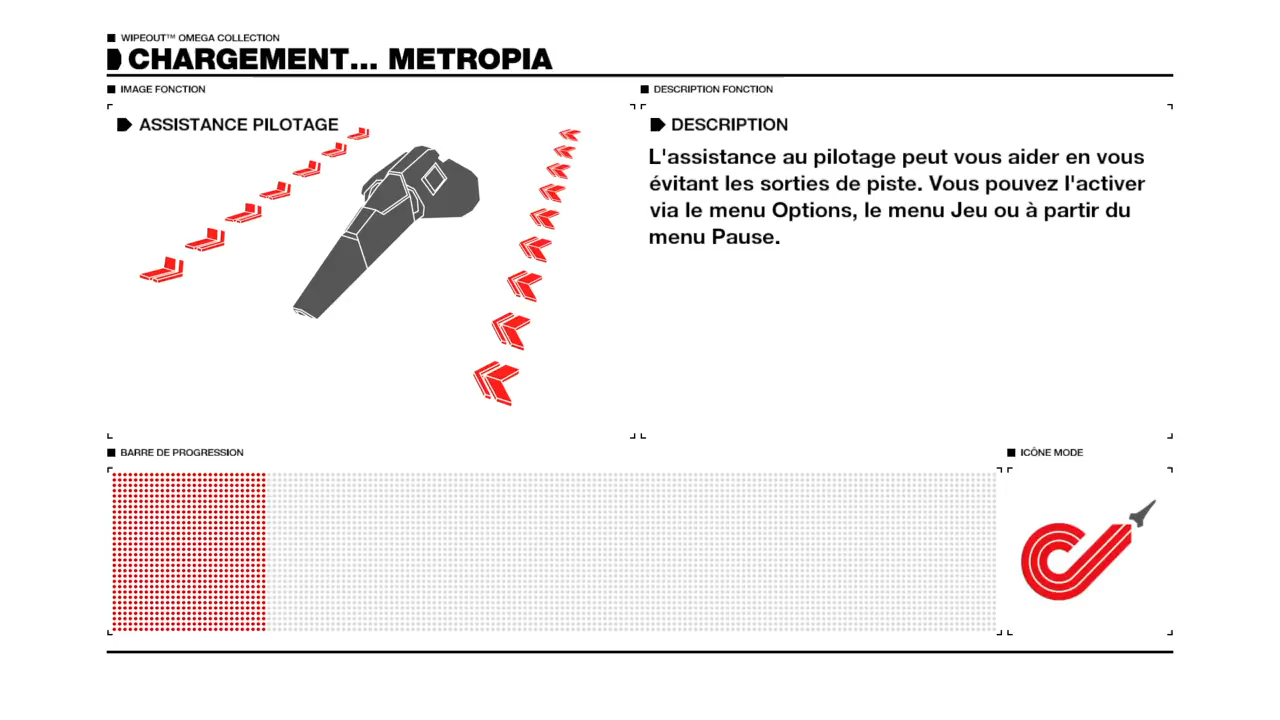 WIPEOUT™ OMEGA COLLECTION
CHARGEMENT... METROPIA
IMAGE FONCTION
ASSISTANCE PILOTAGE
DESCRIPTION FONCTION
DESCRIPTION
L'assistance au pilotage peut vous aider en vous
évitant les sorties de piste. Vous pouvez l'activer
via le menu Options, le menu Jeu ou à partir du
menu Pause.
BARRE DE PROGRESSION
ICÔNE MODE